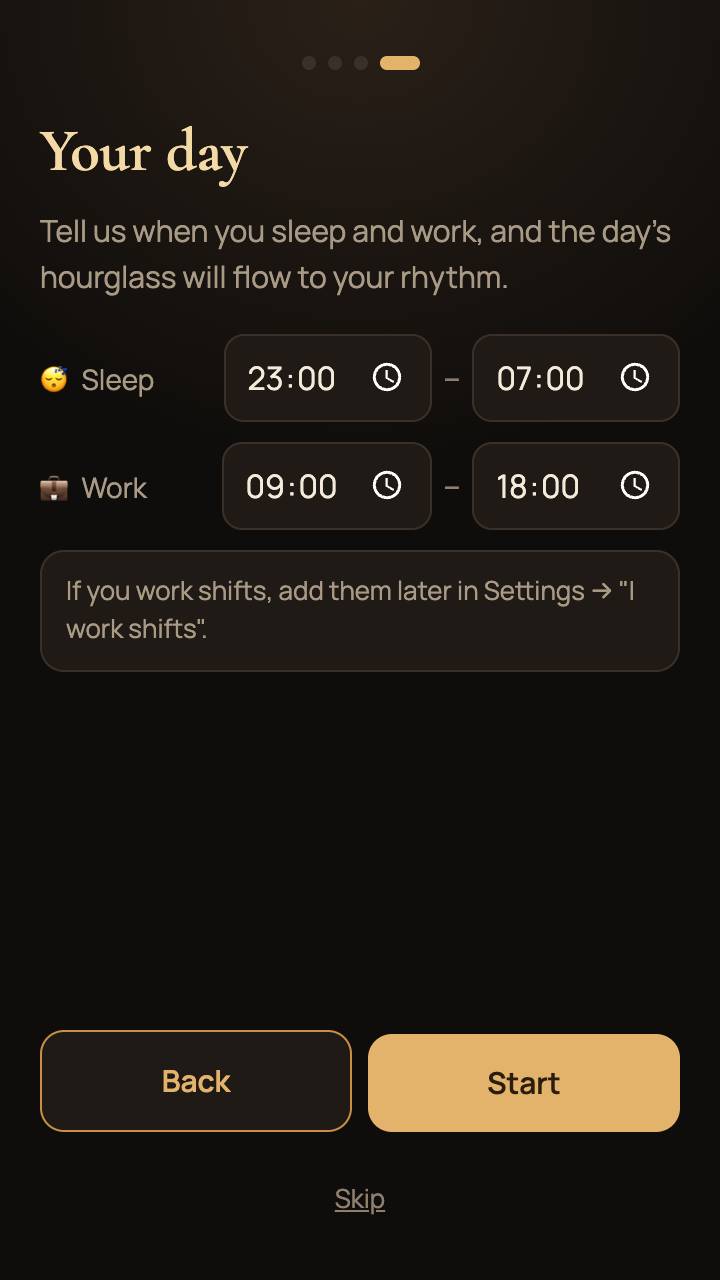 Your day
Tell us when you sleep and work, and the day's
hourglass will flow to your rhythm.
😴 Sleep 23:00 – 07:00
💼 Work 09:00 – 18:00
If you work shifts, add them later in Settings → "I
work shifts".
Back Start
Skip